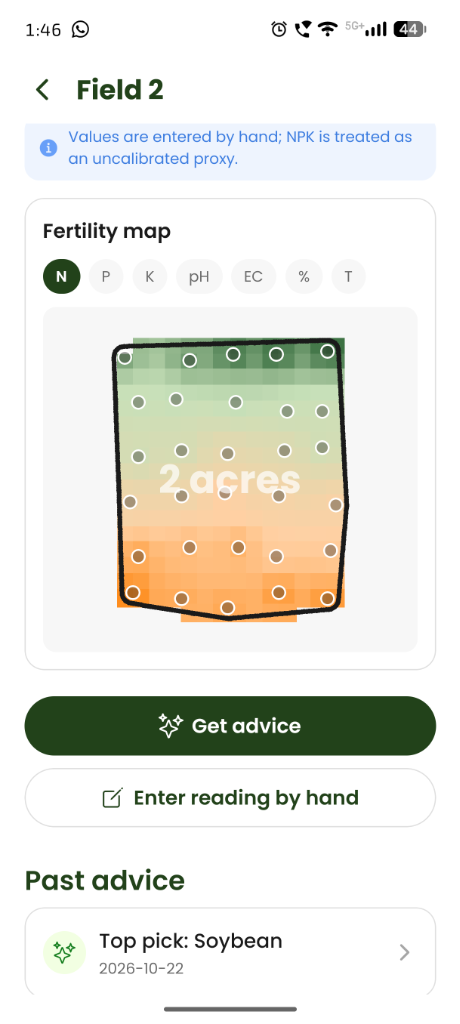 1:46
5G+
44
Field 2
Values are entered by hand; NPK is treated as
an uncalibrated proxy.
Fertility map
N P K pH EC % T
2 acres
Get advice
Enter reading by hand
Past advice
Top pick: Soybean
2026-10-22